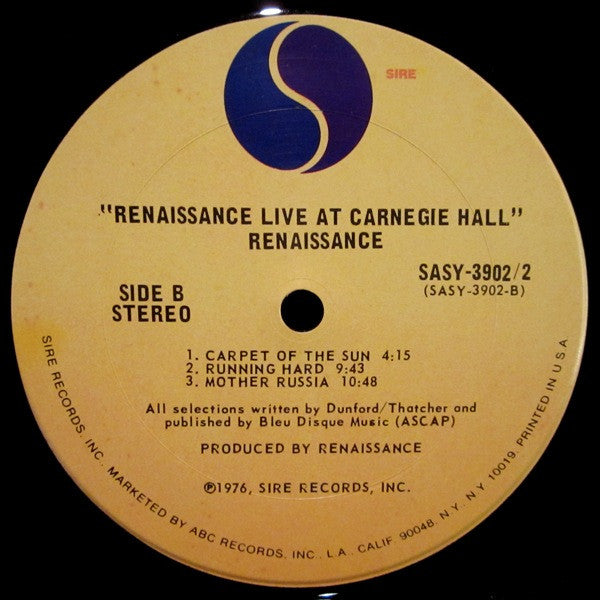 SIRE
"RENAISSANCE LIVE AT CARNEGIE HALL"
RENAISSANCE
SIDE B
STEREO
SASY-3902/2
(SASY-3902-B)
1. CARPET OF THE SUN 4:15
2. RUNNING HARD 9:43
3. MOTHER RUSSIA 10:48
All selections written by Dunford/Thatcher and
published by Bleu Disque Music (ASCAP)
PRODUCED BY RENAISSANCE
℗1976, SIRE RECORDS, INC.
SIRE RECORDS, INC. MARKETED BY ABC RECORDS, INC., L.A., CALIF. 90048. N.Y. N.Y. 10019. PRINTED IN U.S.A.